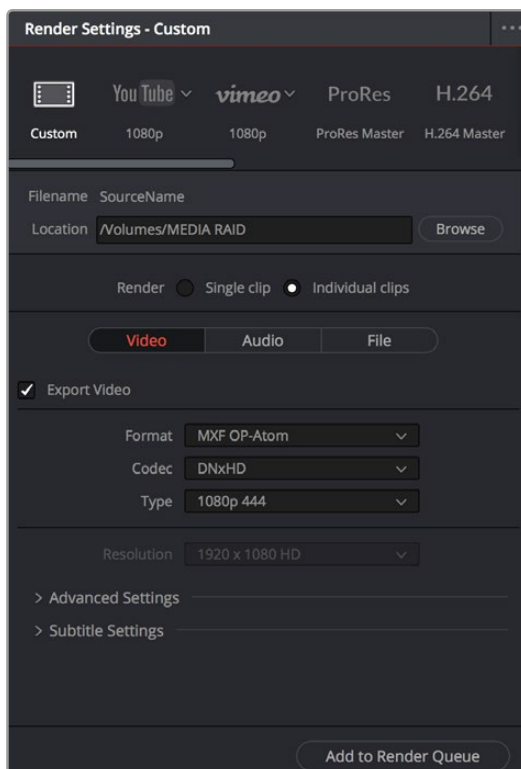 Render Settings - Custom
YouTube vimeo ProRes H.264
Custom 1080p 1080p ProRes Master H.264 Master
Filename SourceName
Location /Volumes/MEDIA RAID Browse
Render Single clip Individual clips
Video Audio File
Export Video
Format MXF OP-Atom
Codec DNxHD
Type 1080p 444
Resolution 1920 x 1080 HD
> Advanced Settings
> Subtitle Settings
Add to Render Queue